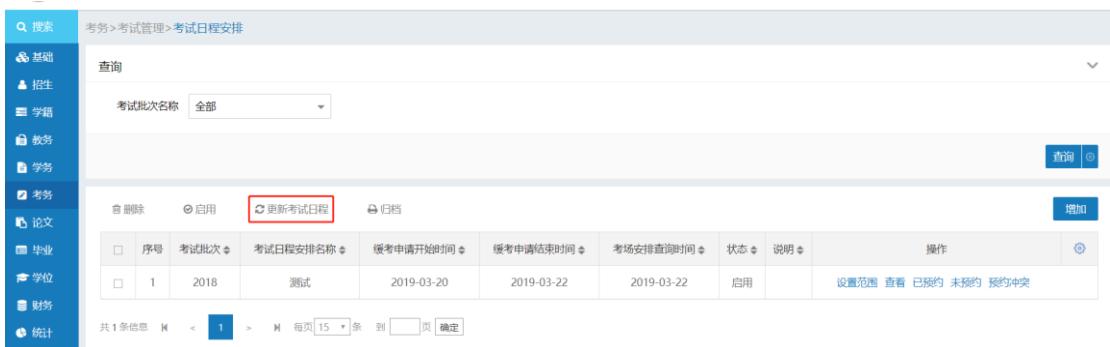 搜索
考务>考试管理>考试日程安排
基础
招生
学籍
教务
学务
考务
论文
毕业
学位
财务
统计
查询
考试批次名称 全部
查询
删除 启用 更新考试日程 归档 增加
序号 考试批次 考试日程安排名称 缓考申请开始时间 缓考申请结束时间 考场安排查询时间 状态 说明 操作
1 2018 测试 2019-03-20 2019-03-22 2019-03-22 启用 设置范围 查看 已预约 未预约 预约冲突
共1条信息 < 1 > 每页 15 条 到 页 确定